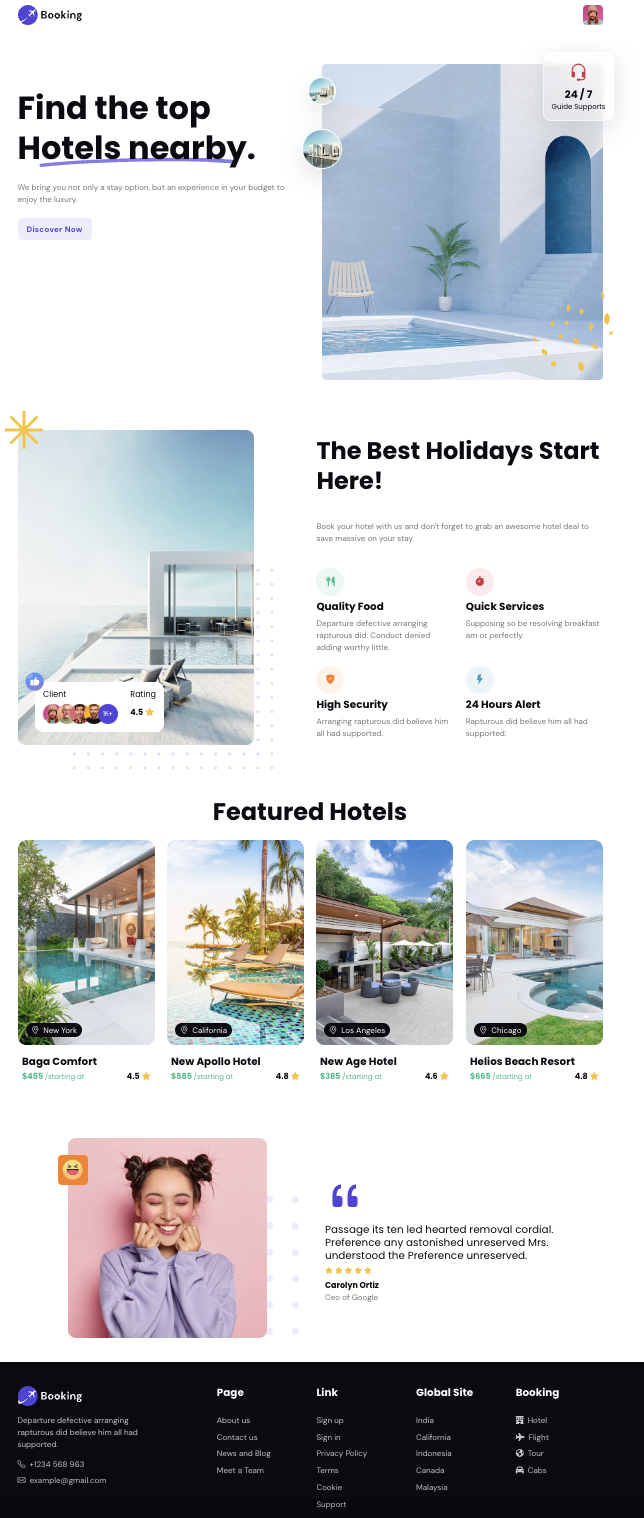 Booking
24 / 7
Guide Supports
Find the top
Hotels nearby.
We bring you not only a stay option, but an experience in your budget to
enjoy the luxury.
Discover Now
The Best Holidays Start
Here!
Book your hotel with us and don't forget to grab an awesome hotel deal to
save massive on your stay.
Quality Food
Departure defective arranging
rapturous did. Conduct denied
adding worthy little.
Quick Services
Supposing so be resolving breakfast
am or perfectly.
High Security
Arranging rapturous did believe him
all had supported.
24 Hours Alert
Rapturous did believe him all had
supported.
Client
1K+
Rating
4.5
Featured Hotels
New York
Baga Comfort
$455 /starting at
4.5
California
New Apollo Hotel
$585 /starting at
4.8
Los Angeles
New Age Hotel
$385 /starting at
4.6
Chicago
Helios Beach Resort
$665 /starting at
4.8
Passage its ten led hearted removal cordial.
Preference any astonished unreserved Mrs.
understood the Preference unreserved.
Carolyn Ortiz
Ceo of Google
Booking
Departure defective arranging
rapturous did believe him all had
supported.
+1234 568 963
example@gmail.com
Page
About us
Contact us
News and Blog
Meet a Team
Link
Sign up
Sign in
Privacy Policy
Terms
Cookie
Support
Global Site
India
California
Indonesia
Canada
Malaysia
Booking
Hotel
Flight
Tour
Cabs